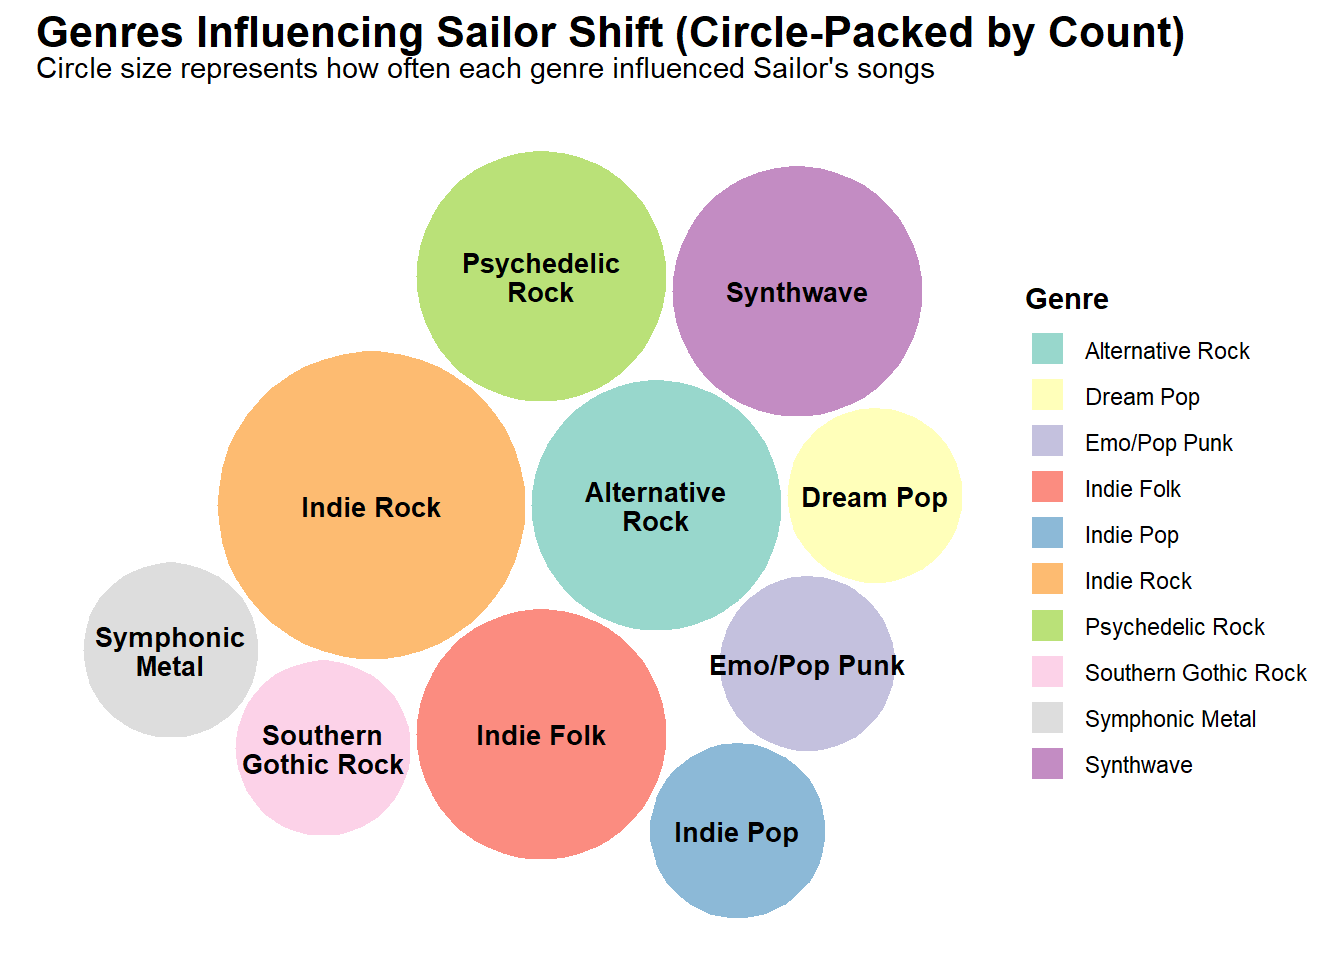 Genres Influencing Sailor Shift (Circle-Packed by Count)
Circle size represents how often each genre influenced Sailor's songs
Psychedelic
Rock
Synthwave
Indie Rock
Alternative
Rock
Dream Pop
Symphonic
Metal
Southern
Gothic Rock
Indie Folk
Emo/Pop Punk
Indie Pop
Genre
Alternative Rock
Dream Pop
Emo/Pop Punk
Indie Folk
Indie Pop
Indie Rock
Psychedelic Rock
Southern Gothic Rock
Symphonic Metal
Synthwave